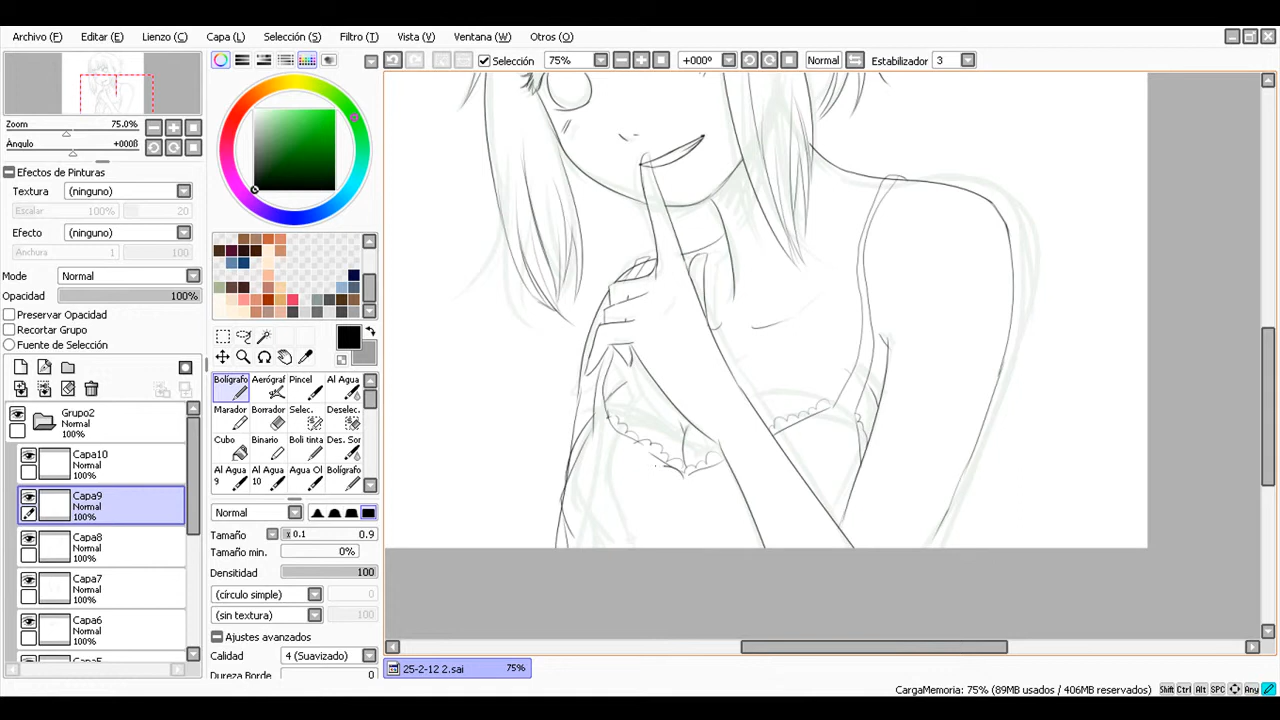 Archivo (F) Editar (E) Lienzo (C) Capa (L) Selección (S) Filtro (T) Vista (V) Ventana (W) Otros (O)
Selección 75% +000° Normal Estabilizador 3
Zoom 75.0%
Ángulo +000ß
Efectos de Pinturas
Textura (ninguno)
Escalar 100% 20
Efecto (ninguno)
Anchura 1 100
Mode Normal
Opacidad 100%
Preservar Opacidad
Recortar Grupo
Fuente de Selección
Grupo2
Normal
100%
Capa10
Normal
100%
Capa9
Normal
100%
Capa8
Normal
100%
Capa7
Normal
100%
Capa6
Normal
100%
Bolígrafo Aerógraf Pincel Al Agua
Marador Borrador Selec. Deselec.
Cubo Binario Boli tinta Des. Sor
Al Agua 9 Al Agua 10 Agua Ol Bolígrafo
Normal
Tamaño x 0.1 0.9
Tamaño min. 0%
Densitidad 100
(círculo simple) 0
(sin textura) 100
Ajustes avanzados
Calidad 4 (Suavizado)
Dureza Borde 0
25-2-12 2.sai 75%
CargaMemoria: 75% (89MB usados / 406MB reservados) Shift Ctrl Alt SPC Any